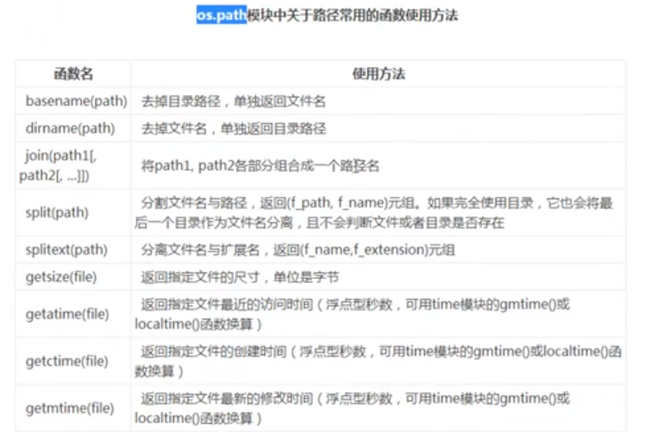 os.path模块中关于路径常用的函数使用方法
函数名 使用方法
basename(path) 去掉目录路径，单独返回文件名
dirname(path) 去掉文件名，单独返回目录路径
join(path1[,
path2[, ...]]) 将path1, path2各部分组合成一个路径名
split(path) 分割文件名与路径，返回(f_path, f_name)元组。如果完全使用目录，它也会将最
后一个目录作为文件名分离，且不会判断文件或者目录是否存在
splitext(path) 分离文件名与扩展名，返回(f_name,f_extension)元组
getsize(file) 返回指定文件的尺寸，单位是字节
getatime(file) 返回指定文件最近的访问时间（浮点型秒数，可用time模块的gmtime()或
localtime()函数换算）
getctime(file) 返回指定文件的创建时间（浮点型秒数，可用time模块的gmtime()或localtime()函
数换算）
getmtime(file) 返回指定文件最新的修改时间（浮点型秒数，可用time模块的gmtime()或
localtime()函数换算）